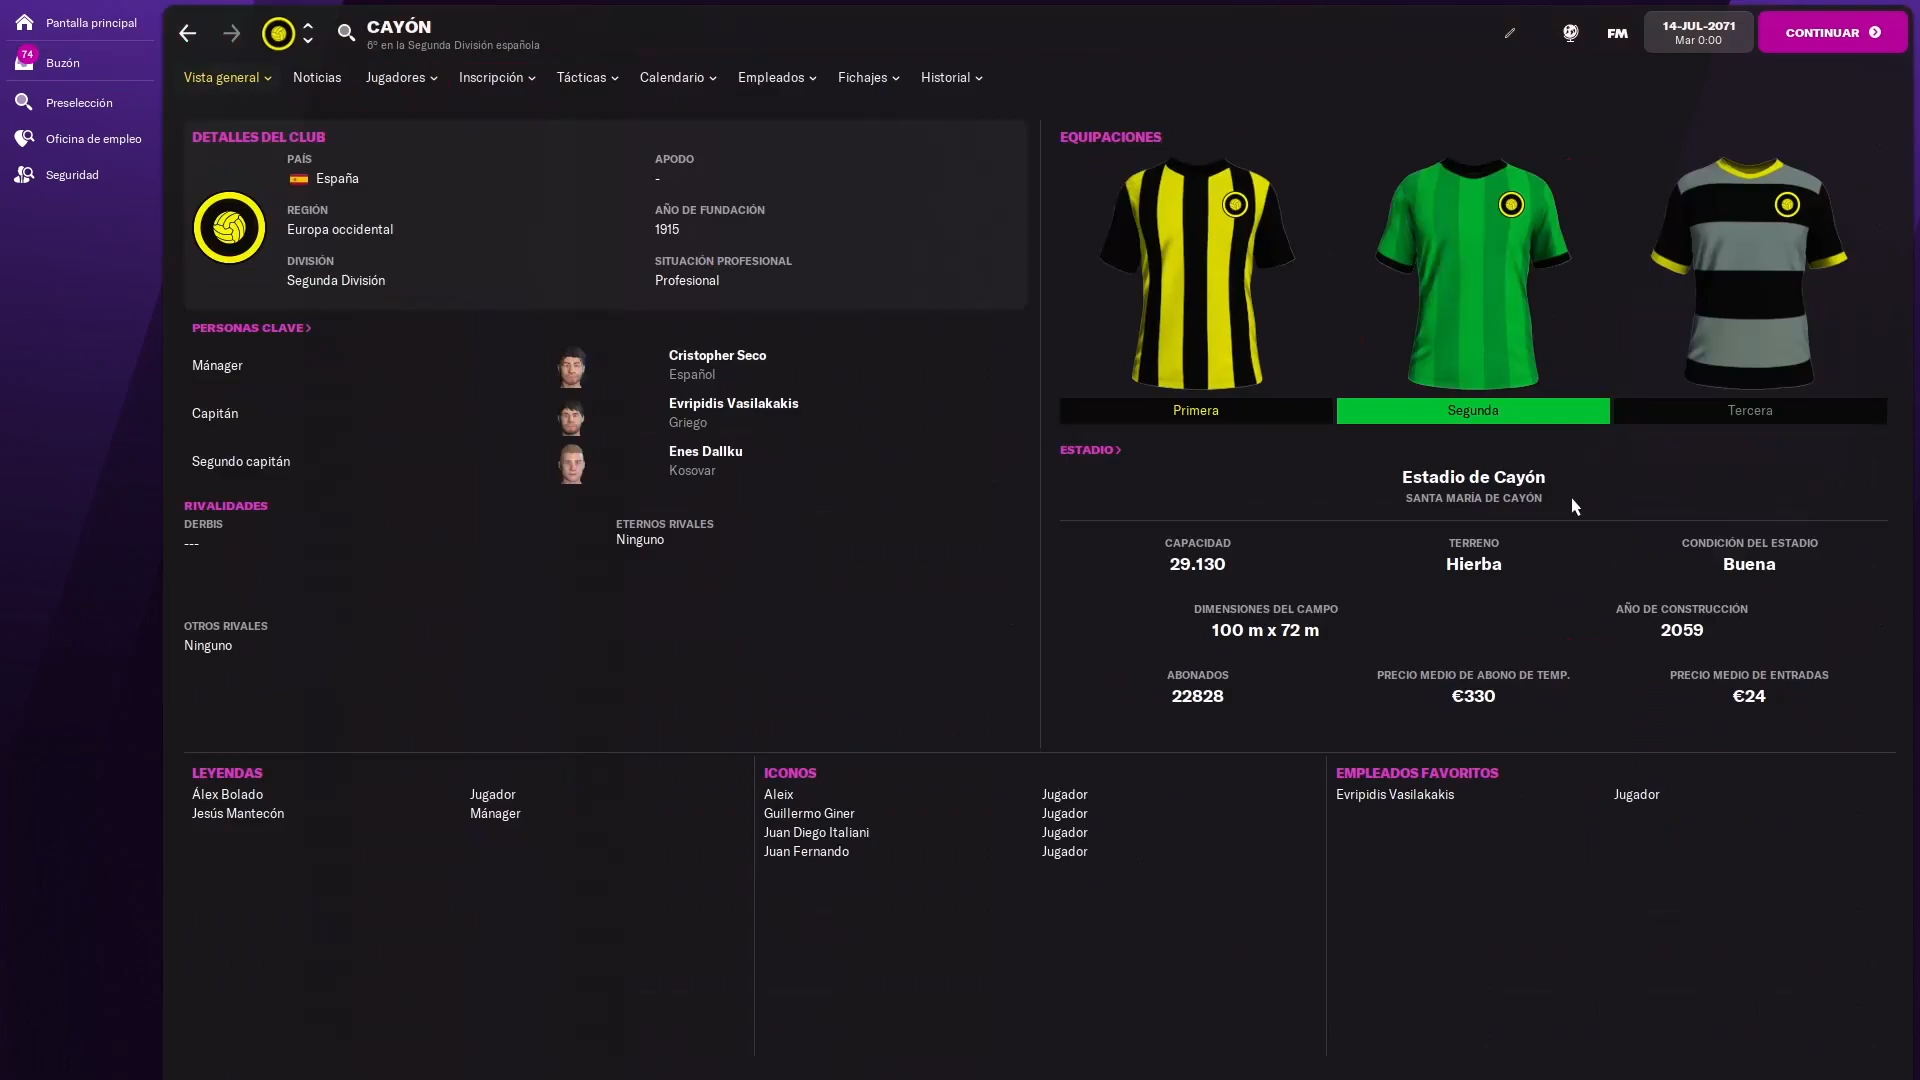 Pantalla principal
74
Buzón
Preselección
Oficina de empleo
Seguridad
CAYÓN
6º en la Segunda División española
FM
14-JUL-2071
Mar 0:00
CONTINUAR
Vista general
Noticias
Jugadores
Inscripción
Tácticas
Calendario
Empleados
Fichajes
Historial
DETALLES DEL CLUB
PAÍS
España
APODO
-
REGIÓN
Europa occidental
AÑO DE FUNDACIÓN
1915
DIVISIÓN
Segunda División
SITUACIÓN PROFESIONAL
Profesional
PERSONAS CLAVE
Mánager
Cristopher Seco
Español
Capitán
Evripidis Vasilakakis
Griego
Segundo capitán
Enes Dallku
Kosovar
RIVALIDADES
DERBIS
---
ETERNOS RIVALES
Ninguno
OTROS RIVALES
Ninguno
EQUIPACIONES
Primera
Segunda
Tercera
ESTADIO
Estadio de Cayón
SANTA MARÍA DE CAYÓN
CAPACIDAD
29.130
TERRENO
Hierba
CONDICIÓN DEL ESTADIO
Buena
DIMENSIONES DEL CAMPO
100 m x 72 m
AÑO DE CONSTRUCCIÓN
2059
ABONADOS
22828
PRECIO MEDIO DE ABONO DE TEMP.
€330
PRECIO MEDIO DE ENTRADAS
€24
LEYENDAS
Álex Bolado Jugador
Jesús Mantecón Mánager
ICONOS
Aleix Jugador
Guillermo Giner Jugador
Juan Diego Italiani Jugador
Juan Fernando Jugador
EMPLEADOS FAVORITOS
Evripidis Vasilakakis Jugador